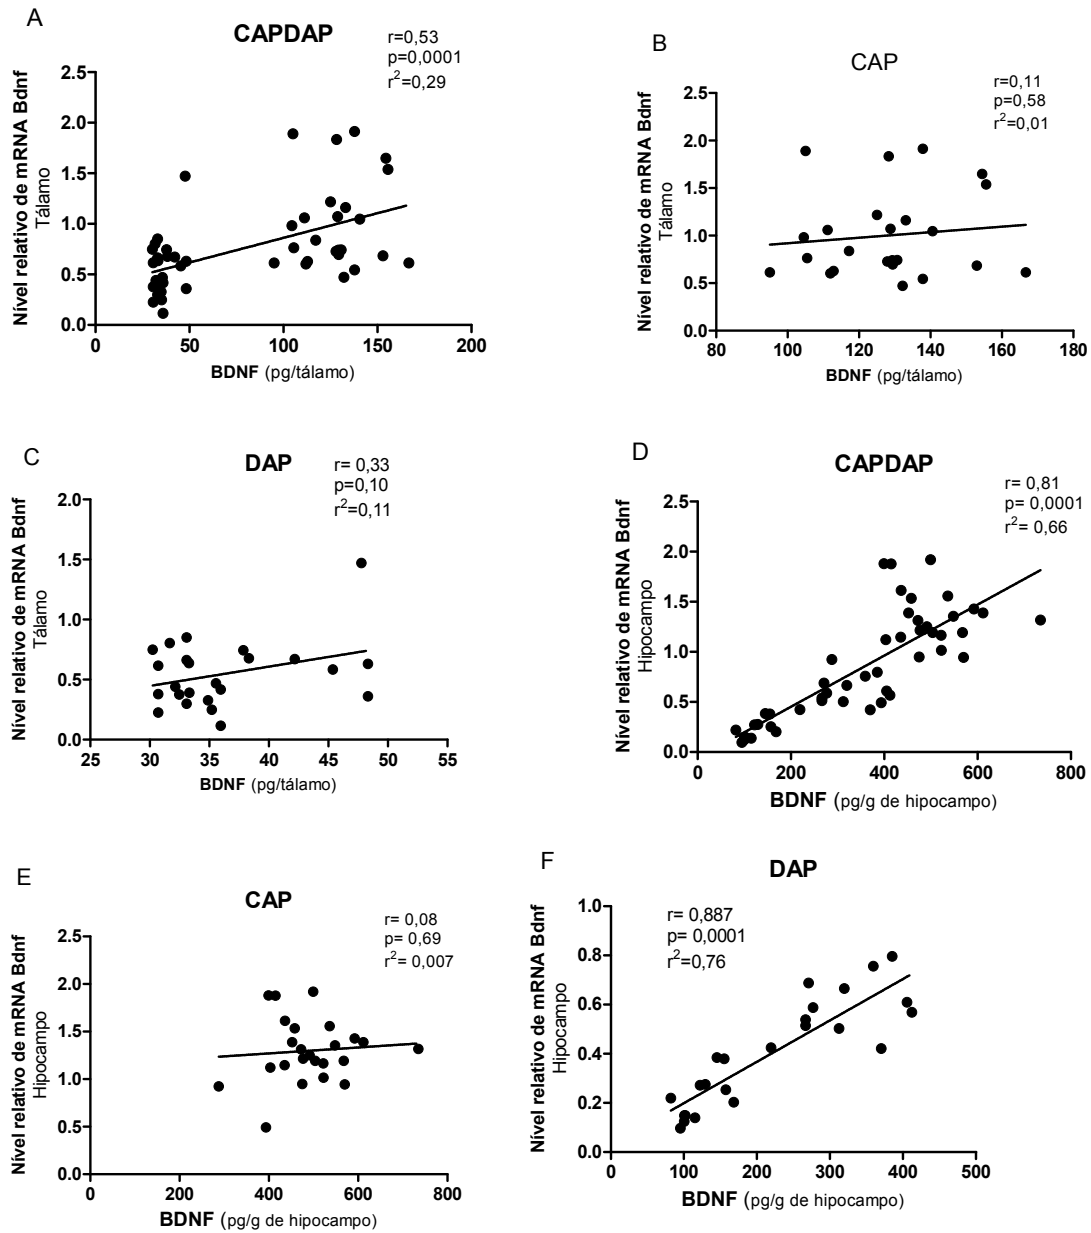 A
CAPDAP
r=0,53
p=0,0001
r²=0,29
Nível relativo de mRNA Bdnf
Tálamo
2.5
2.0
1.5
1.0
0.5
0.0
0 50 100 150 200
BDNF (pg/tálamo)
B
CAP
r=0,11
p=0,58
r²=0,01
Nível relativo de mRNA Bdnf
Tálamo
2.5
2.0
1.5
1.0
0.5
0.0
80 100 120 140 160 180
BDNF (pg/tálamo)
C
DAP
r= 0,33
p=0,10
r²=0,11
Nível relativo de mRNA Bdnf
Tálamo
2.0
1.5
1.0
0.5
0.0
25 30 35 40 45 50 55
BDNF (pg/tálamo)
D
CAPDAP
r= 0,81
p= 0,0001
r²= 0,66
Nível relativo de mRNA Bdnf
Hipocampo
2.5
2.0
1.5
1.0
0.5
0.0
0 200 400 600 800
BDNF (pg/g de hipocampo)
E
CAP
r= 0,08
p= 0,69
r²= 0,007
Nível relativo de mRNA Bdnf
Hipocampo
2.5
2.0
1.5
1.0
0.5
0.0
0 200 400 600 800
BDNF (pg/g de hipocampo)
F
DAP
r= 0,887
p= 0,0001
r²=0,76
Nível relativo de mRNA Bdnf
Hipocampo
1.0
0.8
0.6
0.4
0.2
0.0
0 100 200 300 400 500
BDNF (pg/g de hipocampo)